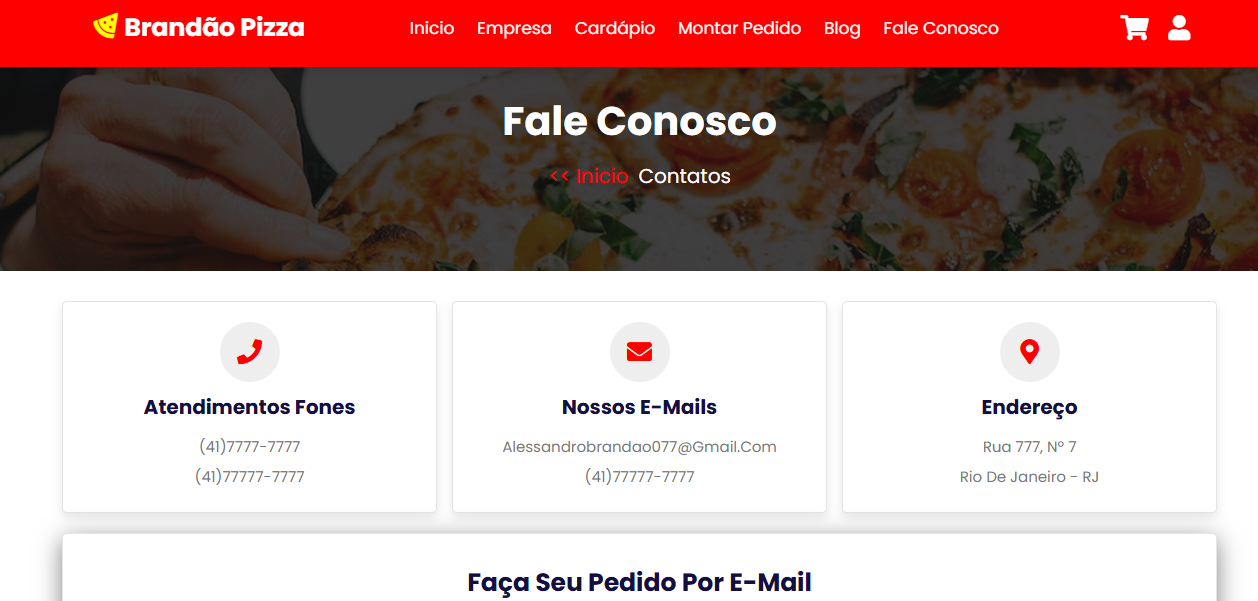 Brandão Pizza
Inicio Empresa Cardápio Montar Pedido Blog Fale Conosco
Fale Conosco
<< Inicio Contatos
Atendimentos Fones
(41)7777-7777
(41)77777-7777
Nossos E-Mails
Alessandrobrandao077@Gmail.Com
(41)77777-7777
Endereço
Rua 777, Nº 7
Rio De Janeiro - RJ
Faça Seu Pedido Por E-Mail